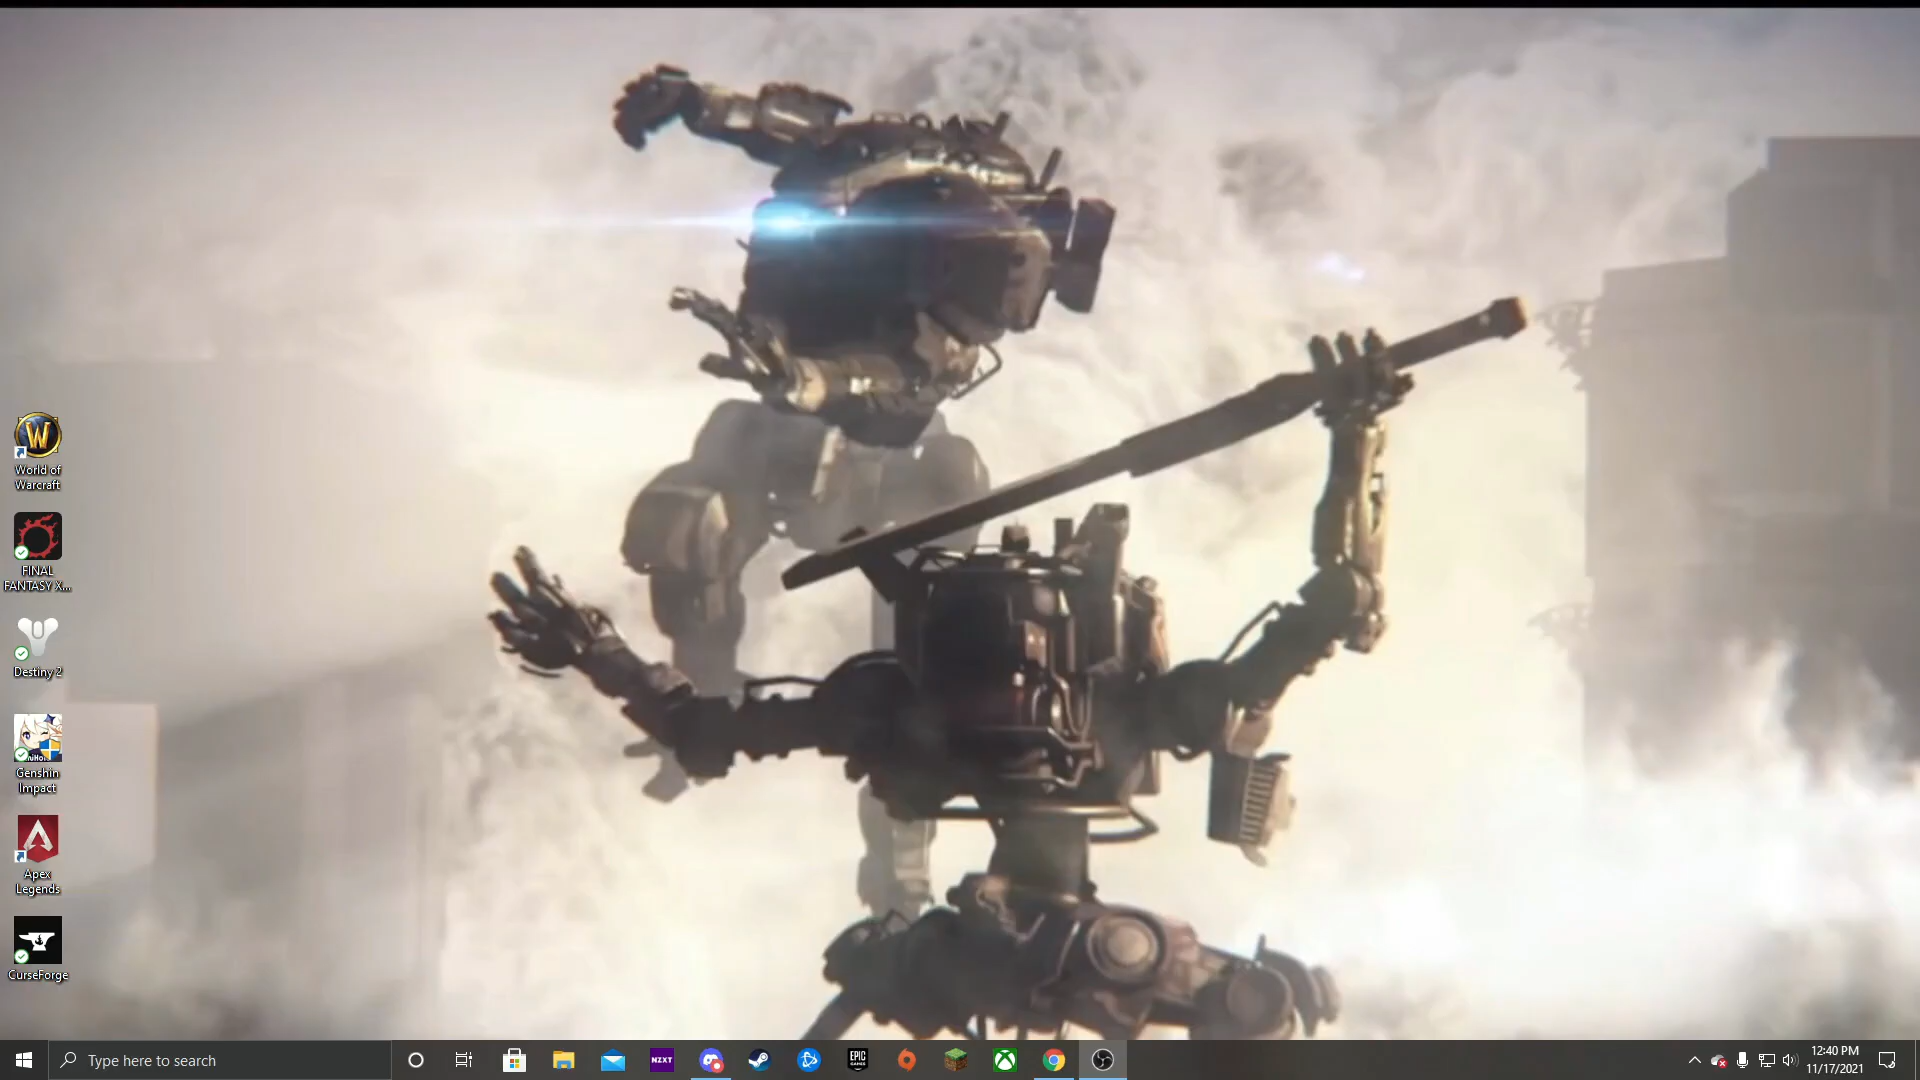 World of
Warcraft
FINAL
FANTASY X...
Destiny 2
Genshin
Impact
Apex
Legends
CurseForge
Type here to search
NZXT
EPIC
GAMES
12:40 PM
11/17/2021